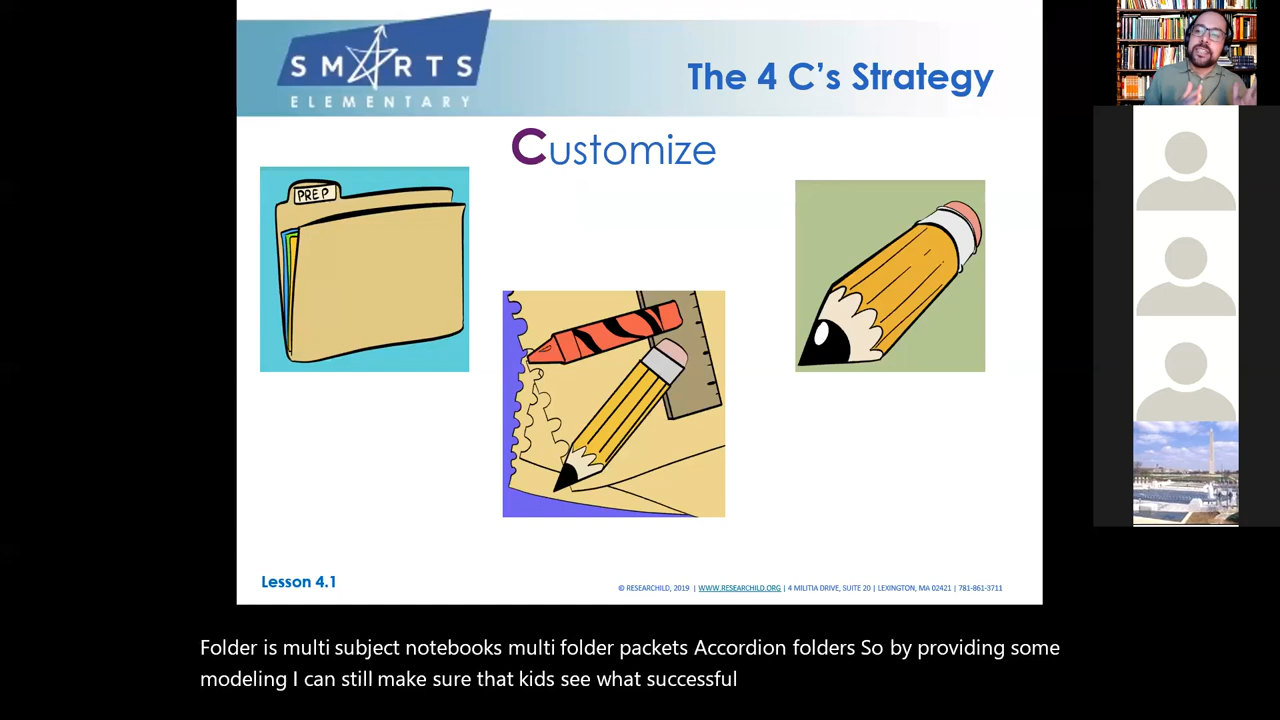 SMARTS
ELEMENTARY
The 4 C's Strategy
Customize
PREP
Lesson 4.1
© RESEARCHILD, 2019 | WWW.RESEARCHILD.ORG | 4 MILITIA DRIVE, SUITE 20 | LEXINGTON, MA 02421 | 781-861-3711
Folder is multi subject notebooks multi folder packets Accordion folders So by providing some
modeling I can still make sure that kids see what successful